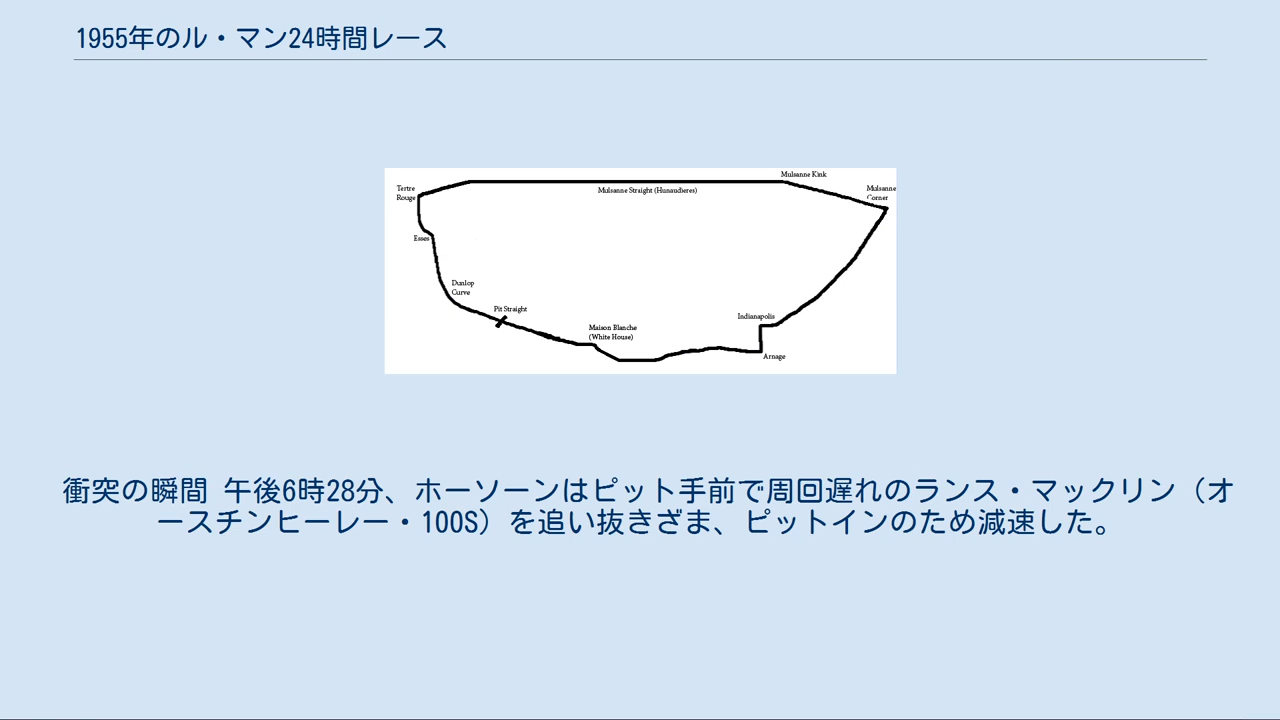 1955年のル・マン24時間レース
Mulsanne Kink
Tertre
Rouge
Mulsanne Straight (Hunaudieres)
Mulsanne
Corner
Esses
Dunlop
Curve
Pit Straight
Indianapolis
Maison Blanche
(White House)
Arnage
衝突の瞬間 午後6時28分、ホーソーンはピット手前で周回遅れのランス・マックリン（オ
ースチンヒーレー・100S）を追い抜きざま、ピットインのため減速した。